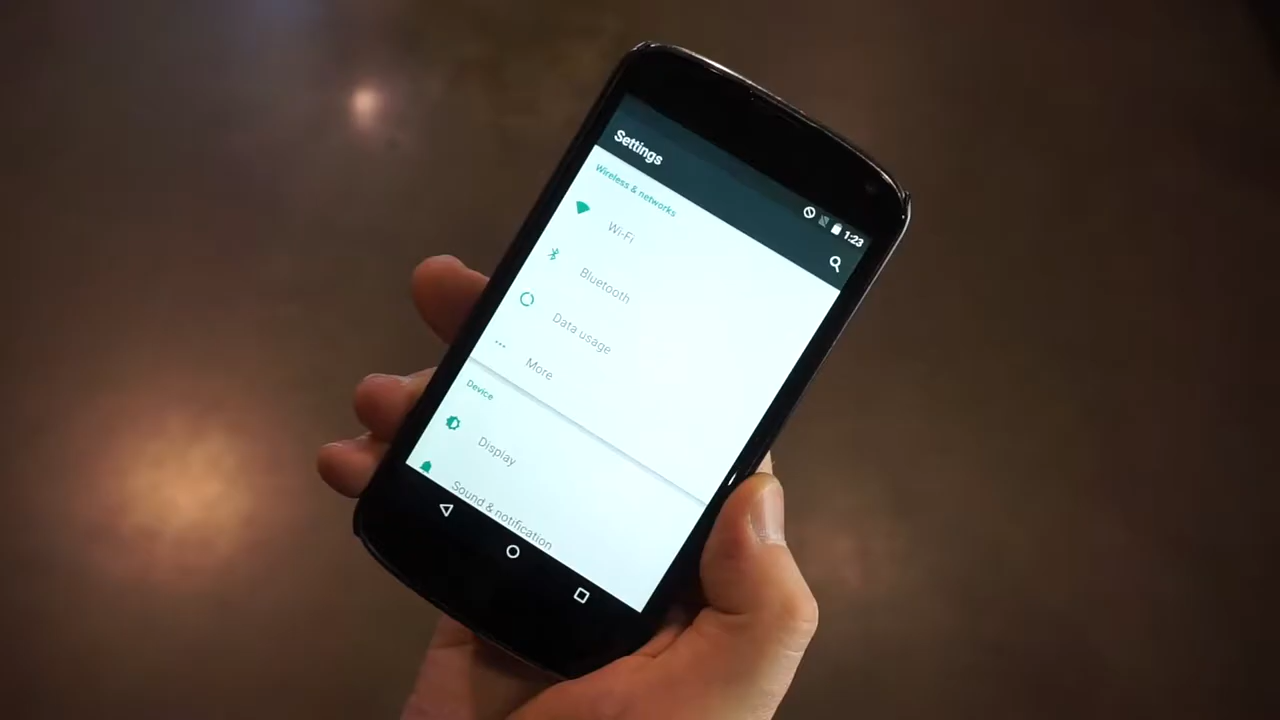 1:23
Settings
Wireless & networks
Wi-Fi
Bluetooth
Data usage
More
Device
Display
Sound & notification